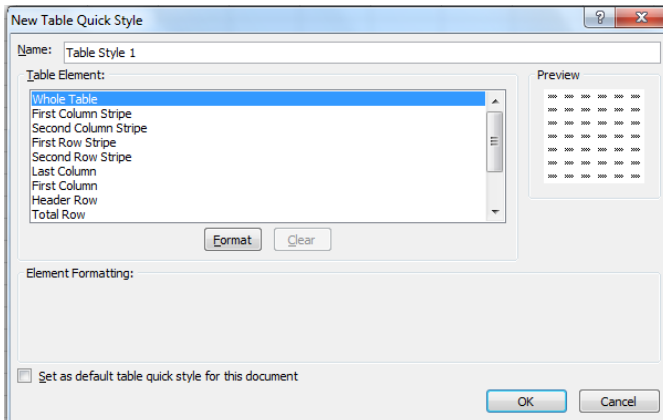 New Table Quick Style
Name: Table Style 1
Table Element:
Preview
Whole Table
First Column Stripe
Second Column Stripe
First Row Stripe
Second Row Stripe
Last Column
First Column
Header Row
Total Row
Format Clear
Element Formatting:
Set as default table quick style for this document
OK Cancel